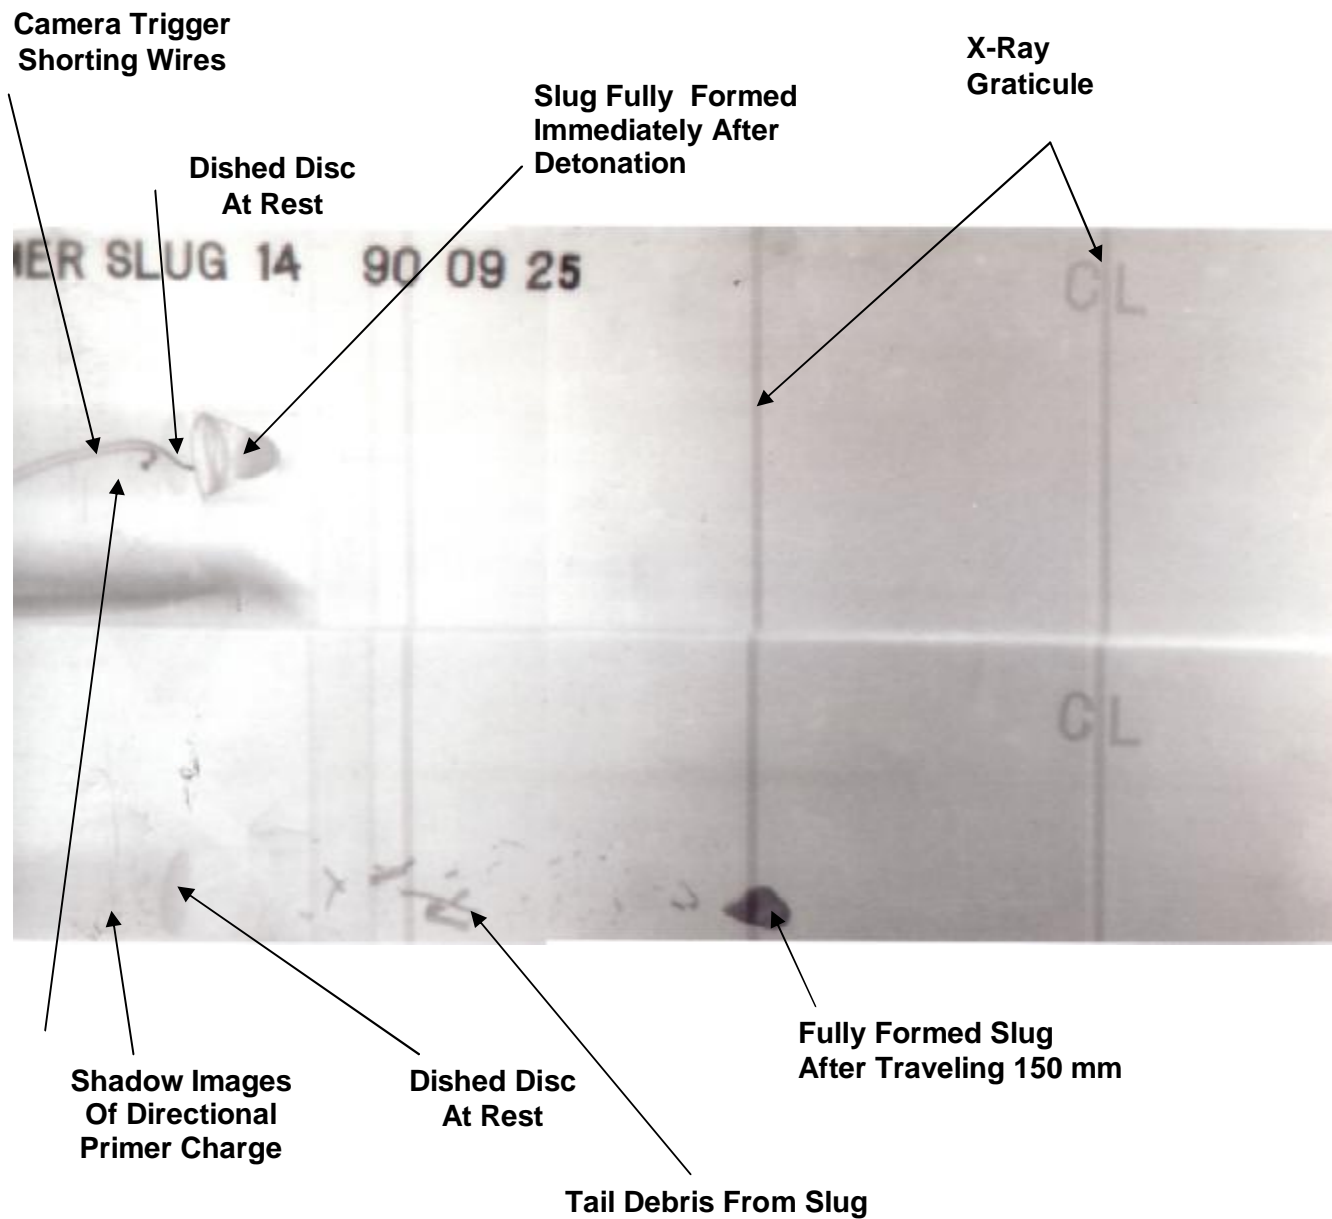 Camera Trigger
Shorting Wires
X-Ray
Graticule
Slug Fully Formed
Immediately After
Detonation
Dished Disc
At Rest
SLUG 14 90 09 25
CL
CL
Fully Formed Slug
After Traveling 150 mm
Shadow Images
Of Directional
Primer Charge
Dished Disc
At Rest
Tail Debris From Slug